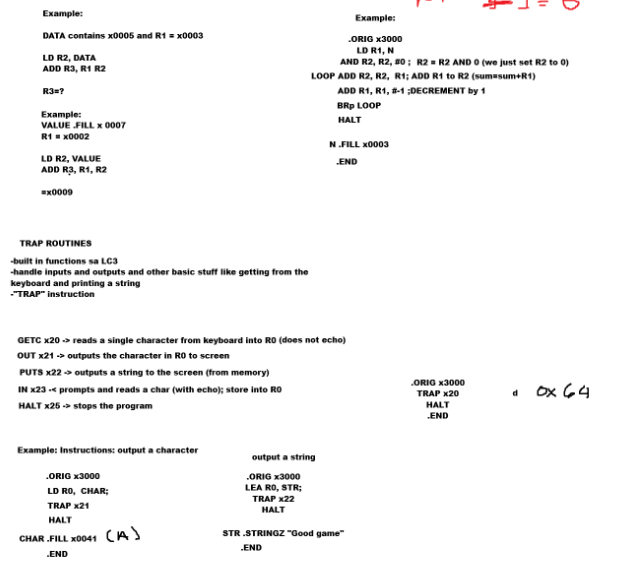 Example:
DATA contains x0005 and R1 = x0003
LD R2, DATA
ADD R3, R1 R2
R3=?
Example:
VALUE .FILL x 0007
R1 = x0002
LD R2, VALUE
ADD R3, R1, R2
=x0009
Example:
.ORIG x3000
LD R1, N
AND R2, R2, #0 ; R2 = R2 AND 0 (we just set R2 to 0)
LOOP ADD R2, R2, R1; ADD R1 to R2 (sum=sum+R1)
ADD R1, R1, #-1 ;DECREMENT by 1
BRp LOOP
HALT
N .FILL x0003
.END
TRAP ROUTINES
-built in functions sa LC3
-handle inputs and outputs and other basic stuff like getting from the
keyboard and printing a string
-"TRAP" instruction
GETC x20 -> reads a single character from keyboard into R0 (does not echo)
OUT x21 -> outputs the character in R0 to screen
PUTS x22 -> outputs a string to the screen (from memory)
IN x23 -< prompts and reads a char (with echo); store into R0
HALT x25 -> stops the program
.ORIG x3000
TRAP x20
HALT
.END
d 0x64
Example: Instructions: output a character
.ORIG x3000
LD R0, CHAR;
TRAP x21
HALT
CHAR .FILL x0041 (A)
.END
output a string
.ORIG x3000
LEA R0, STR;
TRAP x22
HALT
STR .STRINGZ "Good game"
.END